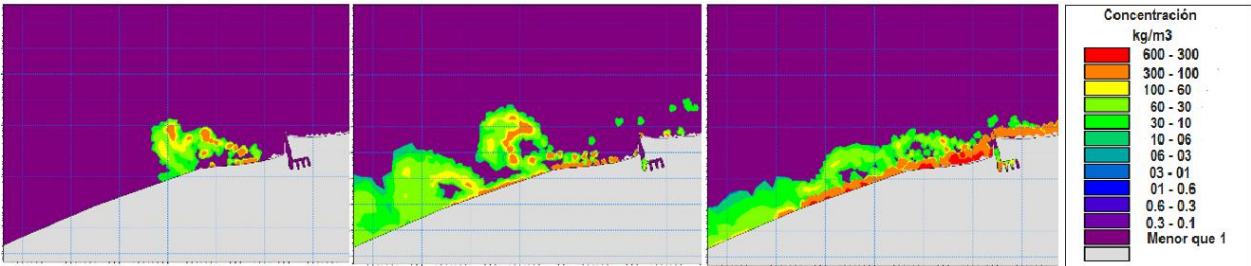 Concentración
kg/m3
600 - 300
300 - 100
100 - 60
60 - 30
30 - 10
10 - 06
06 - 03
03 - 01
01 - 0.6
0.6 - 0.3
0.3 - 0.1
Menor que 1